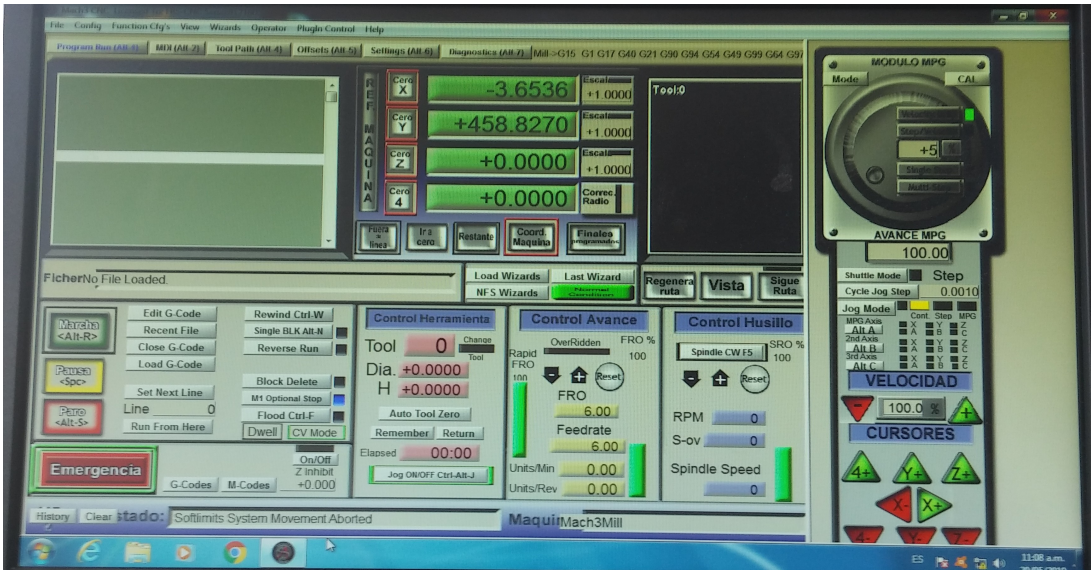 File Config Function Cfg's View Wizards Operator PlugIn Control Help
Program Run (Alt-1) MDI (Alt-2) Tool Path (Alt-4) Offsets (Alt-5) Settings (Alt-6) Diagnostics (Alt-7) Mill->G15 G1 G17 G40 G21 G90 G94 G54 G49 G99 G64 G97
REF. MAQUINA
Cero X -3.6536 Escala +1.0000
Cero Y +458.8270 Escala +1.0000
Cero Z +0.0000 Escala +1.0000
Cero 4 +0.0000 Correc. Radio
Fuera linea Ir a cero Restante Coord. Maquina Finales programados
Tool:0
FicherNo File Loaded.
Load Wizards Last Wizard
NFS Wizards Normal Condition
Regenera ruta Vista Sigue Ruta
Marcha <Alt-R>
Pausa <Spc>
Paro <Alt-S>
Edit G-Code Rewind Ctrl-W
Recent File Single BLK Alt-N
Close G-Code Reverse Run
Load G-Code
Block Delete
Set Next Line M1 Optional Stop
Line 0 Flood Ctrl-F
Run From Here Dwell CV Mode
Emergencia
On/Off
Z Inhibit
+0.000
G-Codes M-Codes
Control Herramienta
Tool 0 Change Tool
Dia. +0.0000
H +0.0000
Auto Tool Zero
Remember Return
Elapsed 00:00
Jog ON/OFF Ctrl-Alt-J
Control Avance
OverRidden FRO %
Rapid FRO 100
100
Reset
FRO
6.00
Feedrate
6.00
Units/Min 0.00
Units/Rev 0.00
Control Husillo
Spindle CW F5 SRO % 100
Reset
RPM 0
S-ov 0
Spindle Speed
0
History Clear stado: Softlimits System Movement Aborted
Maquin Mach3Mill
MODULO MPG
Mode CAL
+5
AVANCE MPG
100.00
Shuttle Mode Step
Cycle Jog Step 0.0010
Jog Mode Cont. Step MPG
MPG Axis
Alt A X Y Z A B C
2nd Axis
Alt B X Y Z A B C
3rd Axis
Alt C X Y Z A B C
VELOCIDAD
100.0 %
CURSORES
4+ Y+ Z+
X- X+
4- Y- Z-
ES 11:08 a.m.